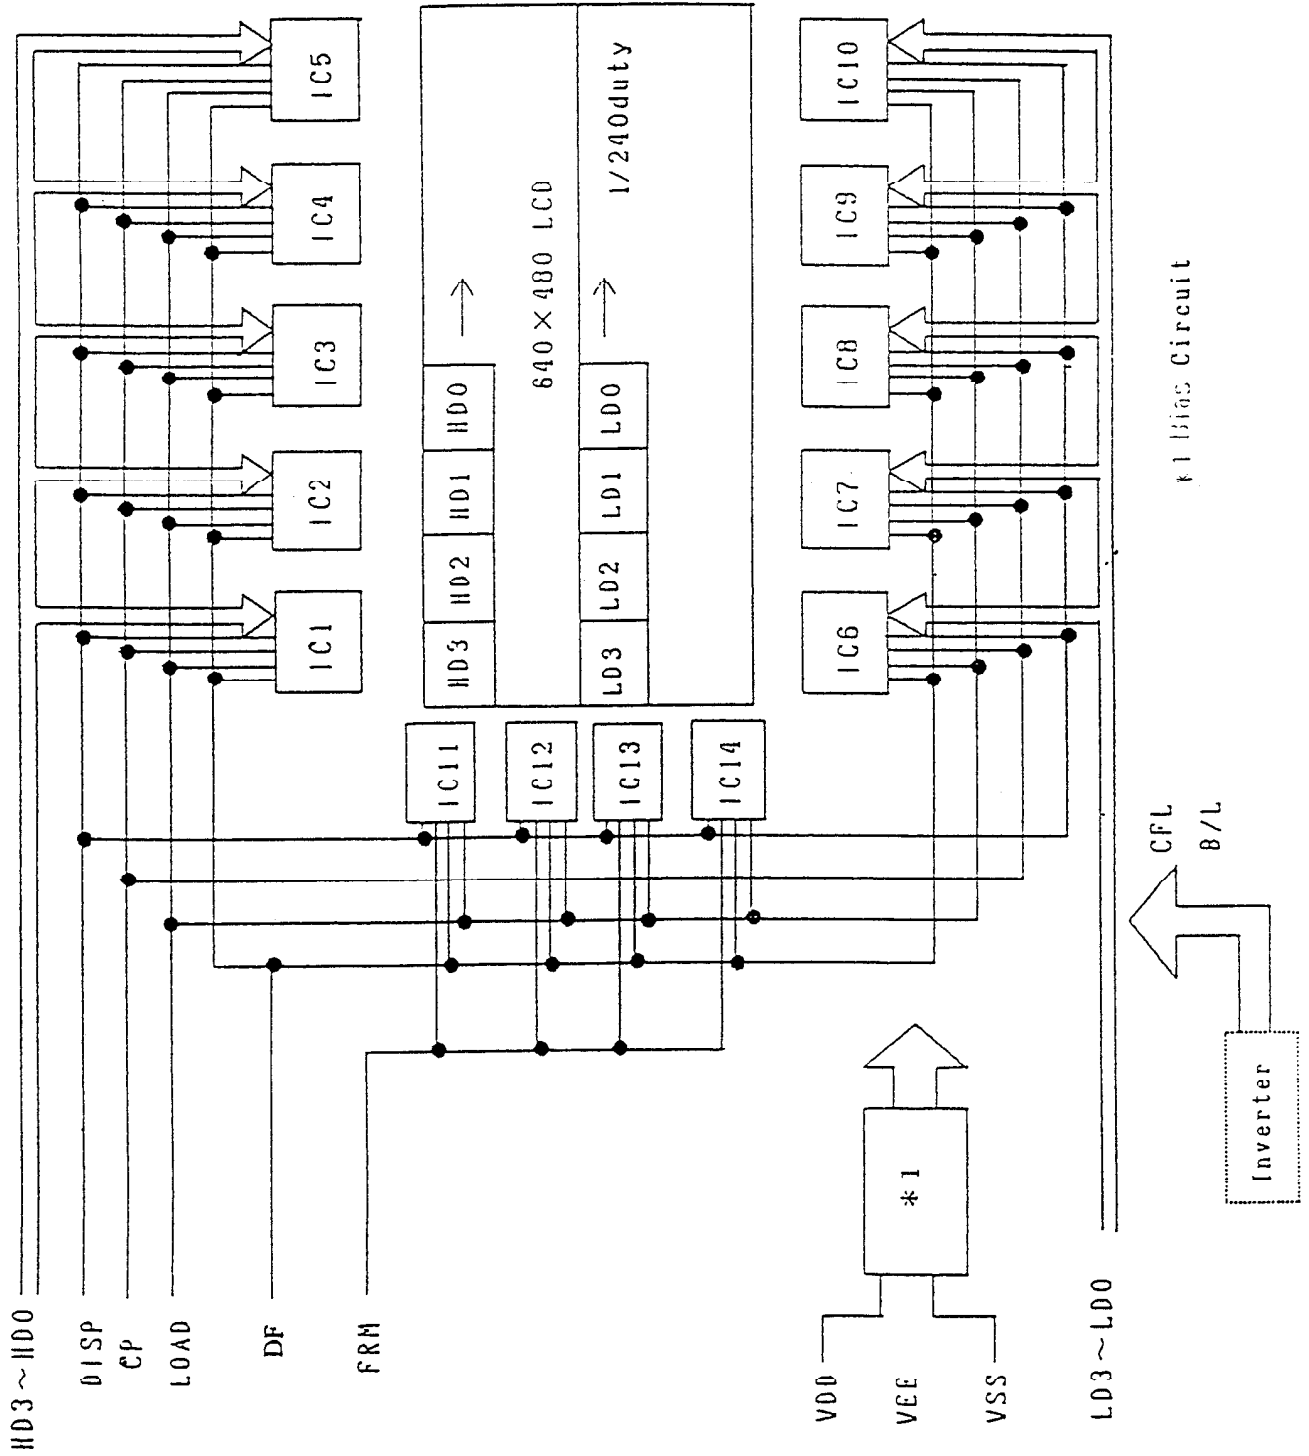 HD3~HD0
DISP
CP
LOAD
DF
FRM
VDD
VEE
VSS
LD3~LD0
IC1
IC2
IC3
IC4
IC5
HD3
HD2
HD1
HD0
→
640×480 LCD
LD3
LD2
LD1
LD0
→
1/240duty
IC11
IC12
IC13
IC14
IC6
IC7
IC8
IC9
IC10
*1
CFL
B/L
Inverter
*1 Bias Circuit